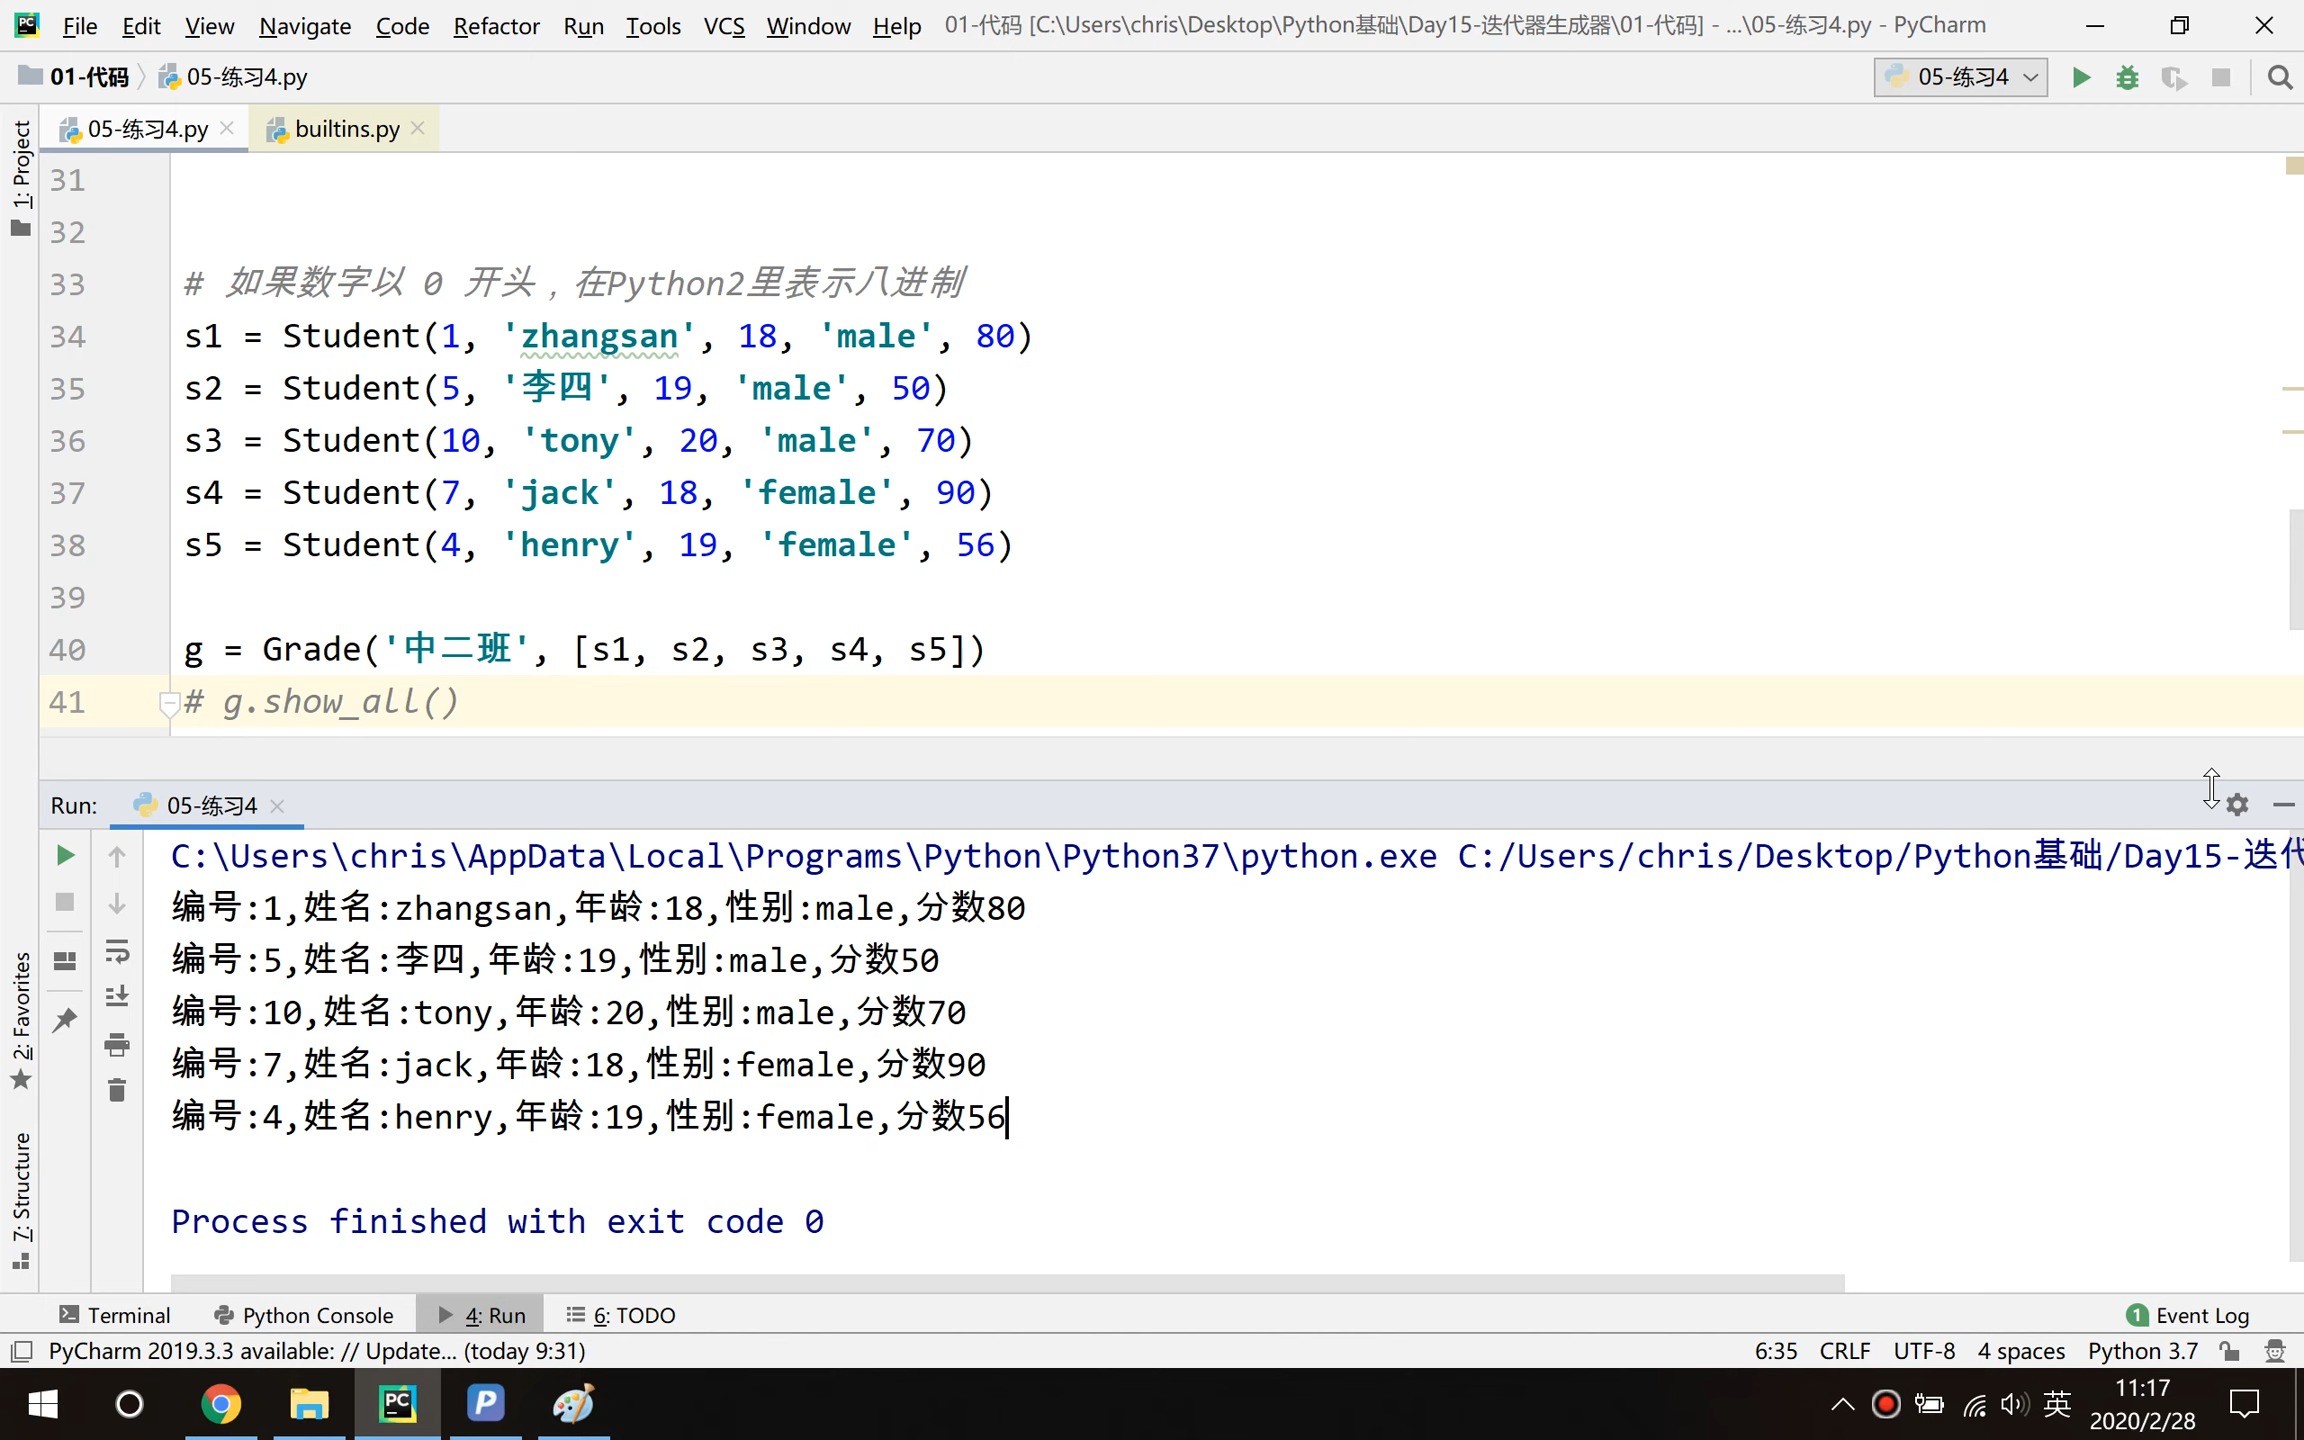 File Edit View Navigate Code Refactor Run Tools VCS Window Help 01-代码 [C:\Users\chris\Desktop\Python基础\Day15-迭代器生成器\01-代码] - ...\05-练习4.py - PyCharm
01-代码 05-练习4.py 05-练习4
05-练习4.py builtins.py
1: Project
31
32
33 # 如果数字以 0 开头，在Python2里表示八进制
34 s1 = Student(1, 'zhangsan', 18, 'male', 80)
35 s2 = Student(5, '李四', 19, 'male', 50)
36 s3 = Student(10, 'tony', 20, 'male', 70)
37 s4 = Student(7, 'jack', 18, 'female', 90)
38 s5 = Student(4, 'henry', 19, 'female', 56)
39
40 g = Grade('中二班', [s1, s2, s3, s4, s5])
41 # g.show_all()
Run: 05-练习4
C:\Users\chris\AppData\Local\Programs\Python\Python37\python.exe C:/Users/chris/Desktop/Python基础/Day15-迭代
编号:1,姓名:zhangsan,年龄:18,性别:male,分数80
编号:5,姓名:李四,年龄:19,性别:male,分数50
编号:10,姓名:tony,年龄:20,性别:male,分数70
编号:7,姓名:jack,年龄:18,性别:female,分数90
编号:4,姓名:henry,年龄:19,性别:female,分数56
Process finished with exit code 0
2: Favorites
7: Structure
Terminal Python Console 4: Run 6: TODO 1 Event Log
PyCharm 2019.3.3 available: // Update... (today 9:31) 6:35 CRLF UTF-8 4 spaces Python 3.7
英 11:17
2020/2/28